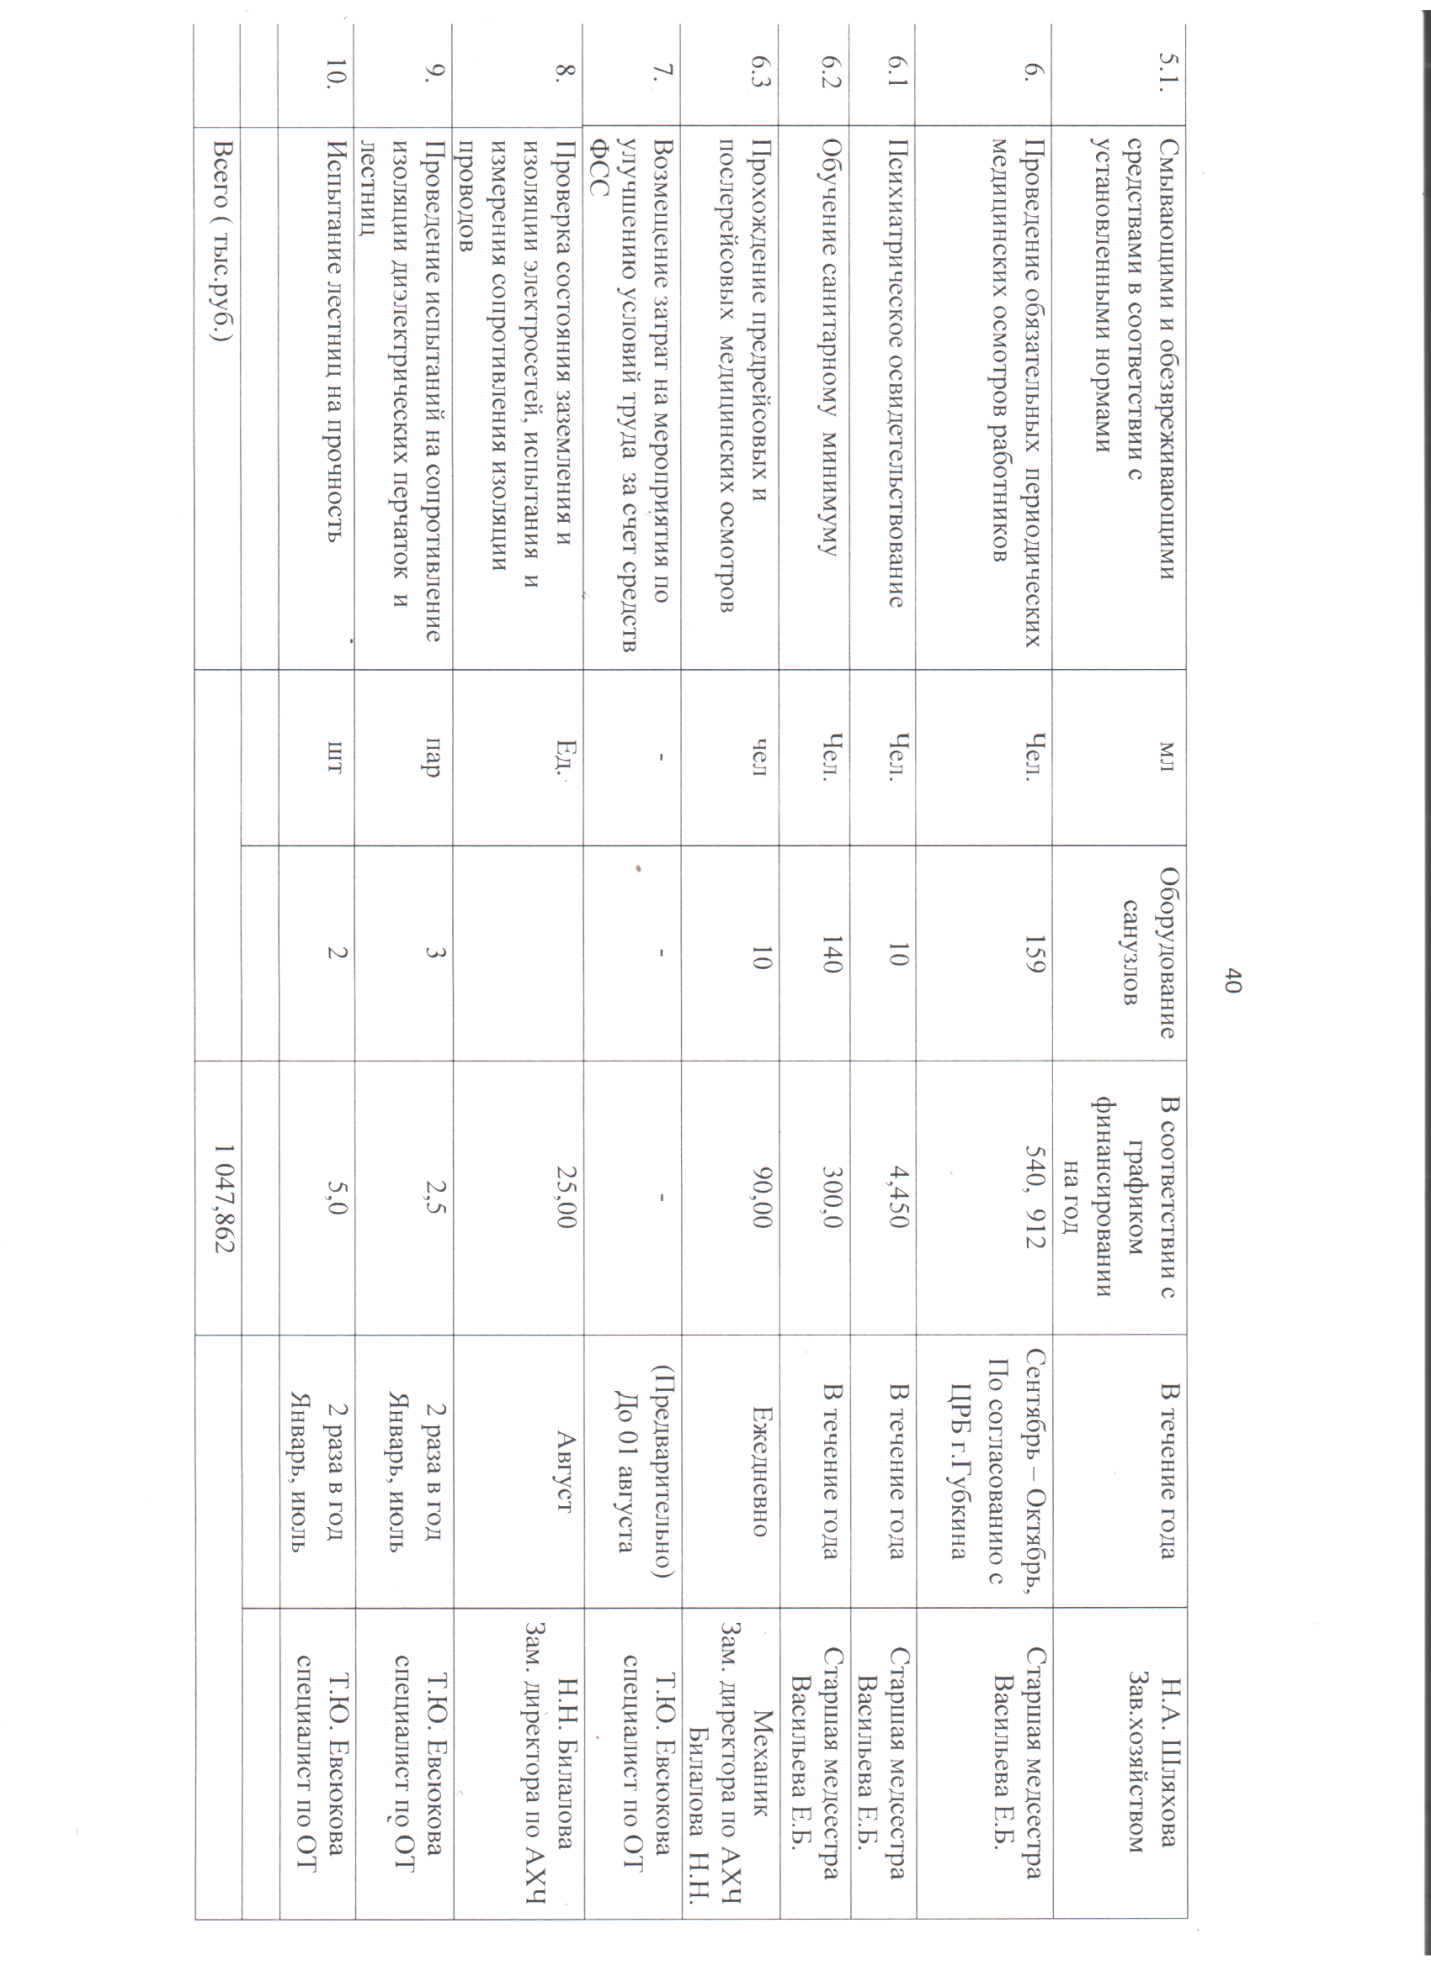 40
5.1.
Смывающими и обезвреживающими
средствами в соответствии с
установленными нормами
мл
Оборудование
санузлов
В соответствии с
графиком
финансировании
на год
В течение года
Н.А. Шляхова
Зав.хозяйством
6.
Проведение обязательных периодических
медицинских осмотров работников
Чел.
159
540, 912
Сентябрь – Октябрь,
По согласованию с
ЦРБ г.Губкина
Старшая медсестра
Васильева Е.Б.
6.1
Психиатрическое освидетельствование
Чел.
10
4,450
В течение года
Старшая медсестра
Васильева Е.Б.
6.2
Обучение санитарному минимуму
Чел.
140
300,0
В течение года
Старшая медсестра
Васильева Е.Б.
6.3
Прохождение предрейсовых и
послерейсовых медицинских осмотров
чел
10
90,00
Ежедневно
Механик
Зам. директора по АХЧ
Билалова Н.Н.
7.
Возмещение затрат на мероприятия по
улучшению условий труда за счет средств
ФСС
-
-
-
(Предварительно)
До 01 августа
Т.Ю. Евсюкова
специалист по ОТ
8.
Проверка состояния заземления и
изоляции электросетей, испытания и
измерения сопротивления изоляции
проводов
Ед.
25,00
Август
Н.Н. Билалова
Зам. директора по АХЧ
9.
Проведение испытаний на сопротивление
изоляции диэлектрических перчаток и
лестниц
пар
3
2,5
2 раза в год
Январь, июль
Т.Ю. Евсюкова
специалист по ОТ
10.
Испытание лестниц на прочность
шт
2
5,0
2 раза в год
Январь, июль
Т.Ю. Евсюкова
специалист по ОТ
Всего ( тыс.руб.)
1 047,862